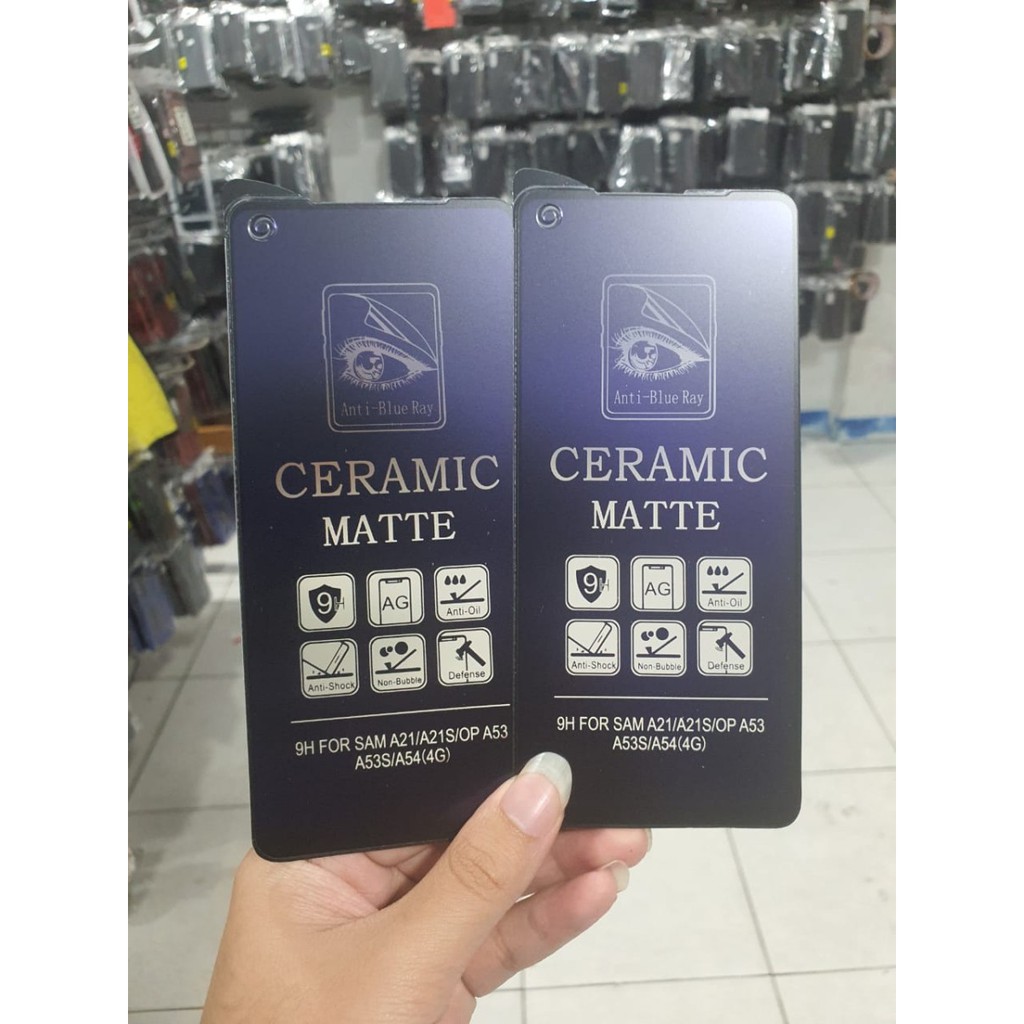 Anti-Blue Ray
CERAMIC
MATTE
9H
AG
Anti-Oil
Anti-Shock
Non-Bubble
Defense
9H FOR SAM A21/A21S/OP A53
A53S/A54(4G)
Anti-Blue Ray
CERAMIC
MATTE
9H
AG
Anti-Oil
Anti-Shock
Non-Bubble
Defense
9H FOR SAM A21/A21S/OP A53
A53S/A54(4G)